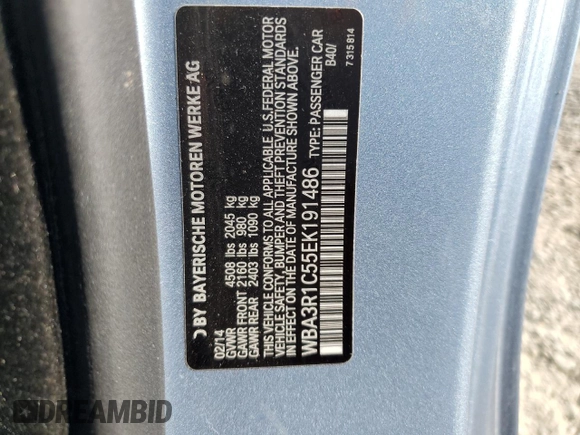 BY BAYERISCHE MOTOREN WERKE AG
02/14
GVWR 4508 lbs 2045 kg
GAWR FRONT 2160 lbs 980 kg
GAWR REAR 2403 lbs 1090 kg
THIS VEHICLE CONFORMS TO ALL APPLICABLE U.S. FEDERAL MOTOR
VEHICLE SAFETY, BUMPER AND THEFT PREVENTION STANDARDS
IN EFFECT ON THE DATE OF MANUFACTURE SHOWN ABOVE.
WBA3R1C55EK191486 TYPE: PASSENGER CAR
B40/
7 315 814
DREAMBID